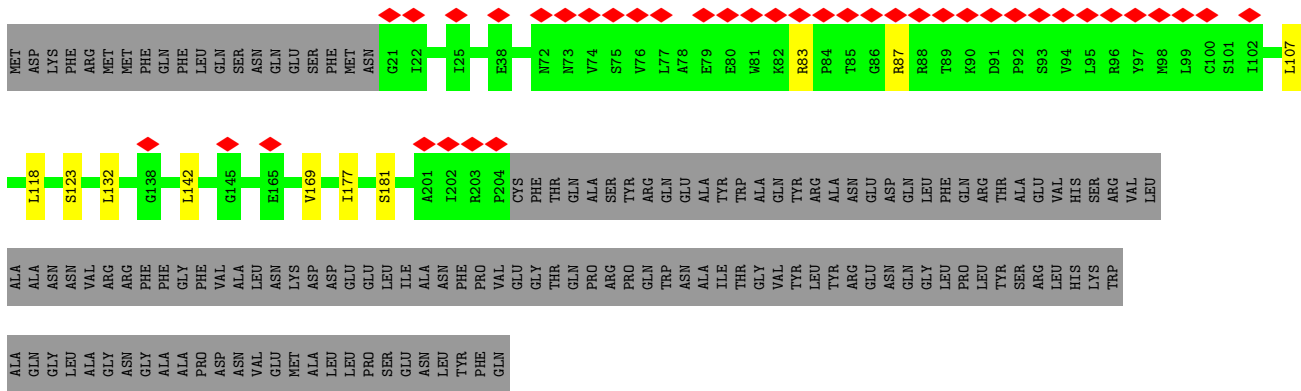 MET ASP LYS PHE ARG MET MET PHE GLN PHE LEU GLN SER ASN GLN GLU SER PHE MET ASN G21 I22 I25 E38 N72 N73 V74 S75 V76 L77 A78 E79 E80 W81 K82 R83 P84 T85 G86 R87 R88 T89 K90 D91 P92 S93 V94 L95 R96 Y97 M98 L99 C100 S101 I102 L107
L118 S123 L132 G138 L142 G145 E165 V169 I177 S181 A201 I202 R203 P204 CYS PHE THR GLN ALA SER TYR ARG GLN GLU ALA TYR TRP ALA GLN TYR ARG ALA ASN GLU ASP GLN LEU PHE GLN ARG THR ALA GLU VAL HIS SER ARG VAL LEU
ALA ALA ASN ASN VAL ARG ARG PHE PHE GLY PHE VAL ALA LEU ASN LYS ASP ASP GLU GLU LEU ILE ALA ASN PHE PRO VAL GLU GLY THR GLN PRO ARG PRO GLN TRP ASN ALA ILE THR GLY VAL TYR LEU TYR ARG GLU ASN GLN GLY LEU PRO LEU TYR SER ARG LEU HIS LYS TRP
ALA GLN GLY LEU ALA GLY ASN GLY ALA ALA PRO ASP ASN VAL GLU MET ALA LEU LEU PRO SER GLU ASN LEU TYR PHE GLN